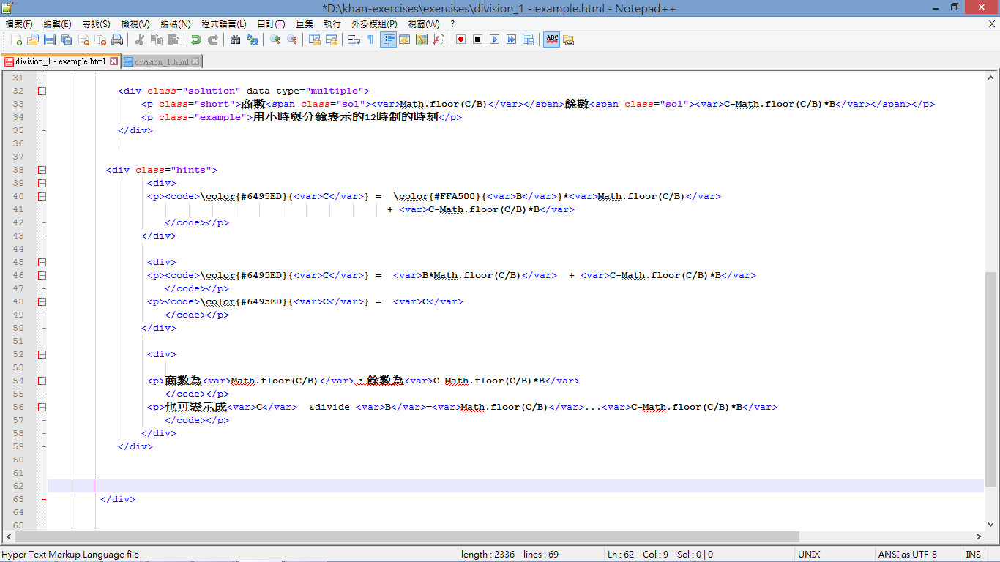 *D:\khan-exercises\exercises\division_1 - example.html - Notepad++
檔案(F) 編輯(E) 尋找(S) 檢視(V) 編碼(N) 程式語言(L) 自訂(T) 巨集 執行 外掛模組(P) 視窗(W) ? X
ABC
division_1 - example.html division_1.html
31
32 <div class="solution" data-type="multiple">
33 <p class="short">商數<span class="sol"><var>Math.floor(C/B)</var></span>餘數<span class="sol"><var>C-Math.floor(C/B)*B</var></span></p>
34 <p class="example">用小時與分鐘表示的12時制的時刻</p>
35 </div>
36
37
38 <div class="hints">
39 <div>
40 <p><code>\color{#6495ED}{<var>C</var>} = \color{#FFA500}{<var>B</var>}*<var>Math.floor(C/B)</var>
41 + <var>C-Math.floor(C/B)*B</var>
42 </code></p>
43 </div>
44
45 <div>
46 <p><code>\color{#6495ED}{<var>C</var>} = <var>B*Math.floor(C/B)</var> + <var>C-Math.floor(C/B)*B</var>
47 </code></p>
48 <p><code>\color{#6495ED}{<var>C</var>} = <var>C</var>
49 </code></p>
50 </div>
51
52 <div>
53
54 <p>商數為<var>Math.floor(C/B)</var>，餘數為<var>C-Math.floor(C/B)*B</var>
55 </code></p>
56 <p>也可表示成<var>C</var> &divide <var>B</var>=<var>Math.floor(C/B)</var>...<var>C-Math.floor(C/B)*B</var>
57 </code></p>
58 </div>
59 </div>
60
61
62
63 </div>
64
65
Hyper Text Markup Language file length : 2336 lines : 69 Ln : 62 Col : 9 Sel : 0 | 0 UNIX ANSI as UTF-8 INS